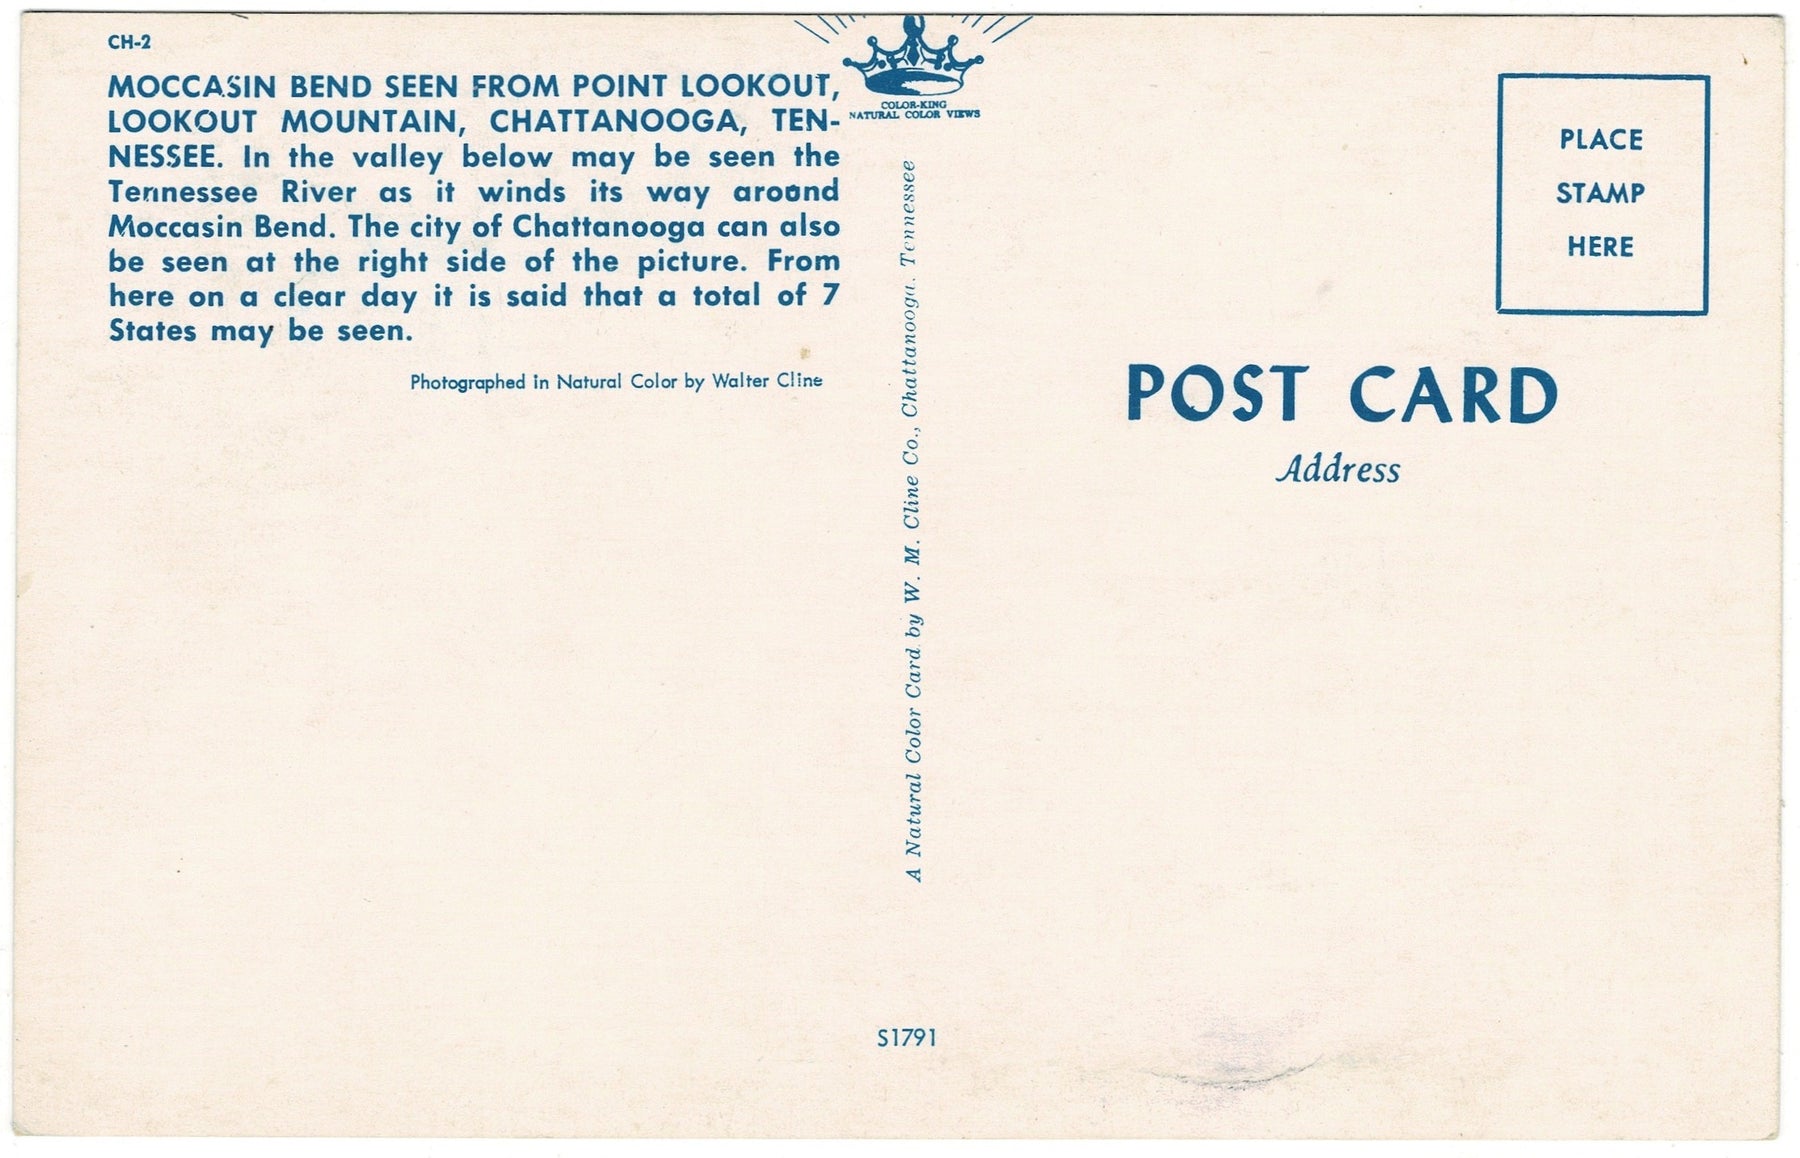 CH-2
MOCCASIN BEND SEEN FROM POINT LOOKOUT,
LOOKOUT MOUNTAIN, CHATTANOOGA, TEN-
NESSEE. In the valley below may be seen the
Tennessee River as it winds its way around
Moccasin Bend. The city of Chattanooga can also
be seen at the right side of the picture. From
here on a clear day it is said that a total of 7
States may be seen.
Photographed in Natural Color by Walter Cline
COLOR-KING
NATURAL COLOR VIEWS
A Natural Color Card by W. M. Cline Co., Chattanooga, Tennessee
S1791
PLACE
STAMP
HERE
POST CARD
Address